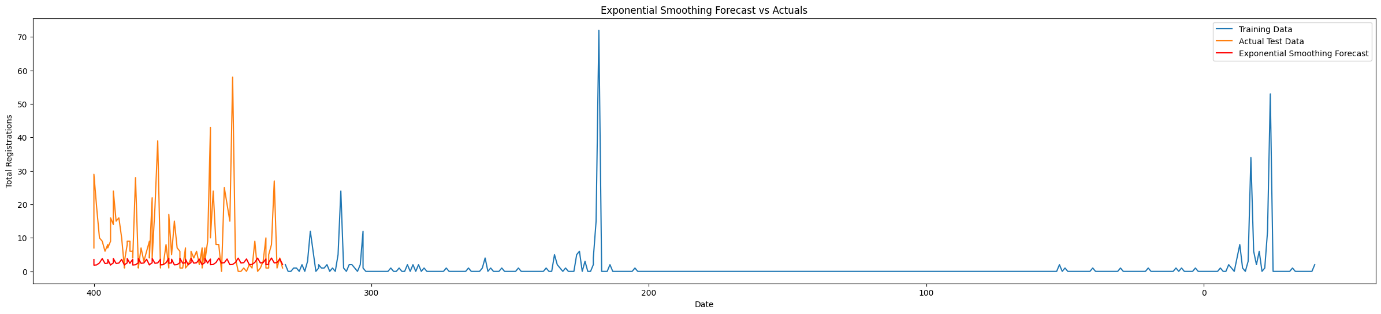 Exponential Smoothing Forecast vs Actuals
Training Data
Actual Test Data
Exponential Smoothing Forecast
Total Registrations
70
60
50
40
30
20
10
0
400 300 200 100 0
Date